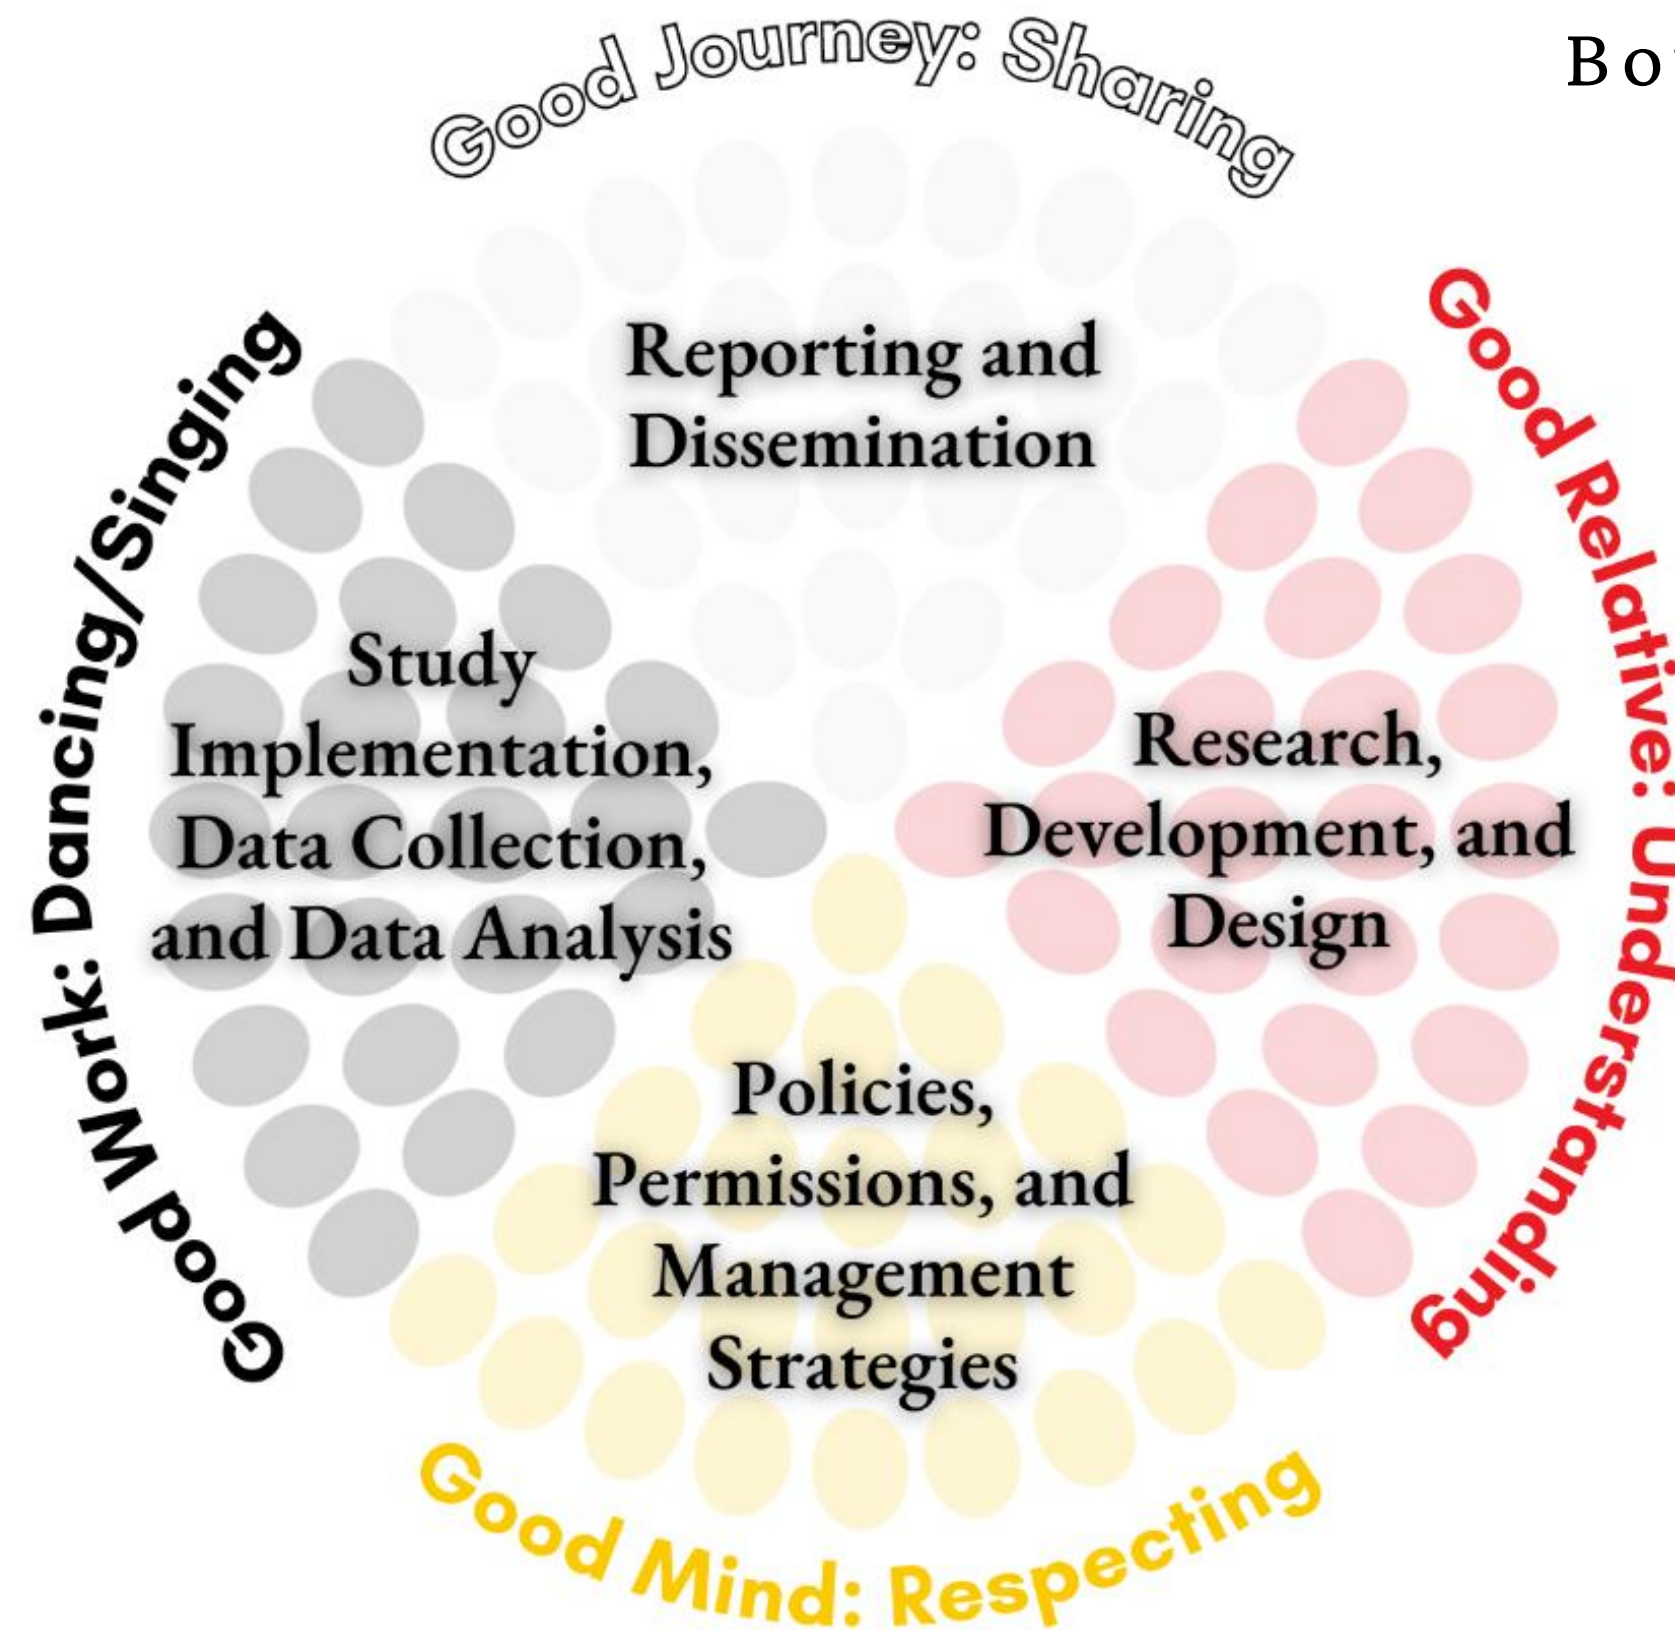 Good Journey: Sharing
Reporting and
Dissemination
Good Relative: Understanding
Research,
Development, and
Design
Good Work: Dancing/Singing
Study
Implementation,
Data Collection,
and Data Analysis
Policies,
Permissions, and
Management
Strategies
Good Mind: Respecting